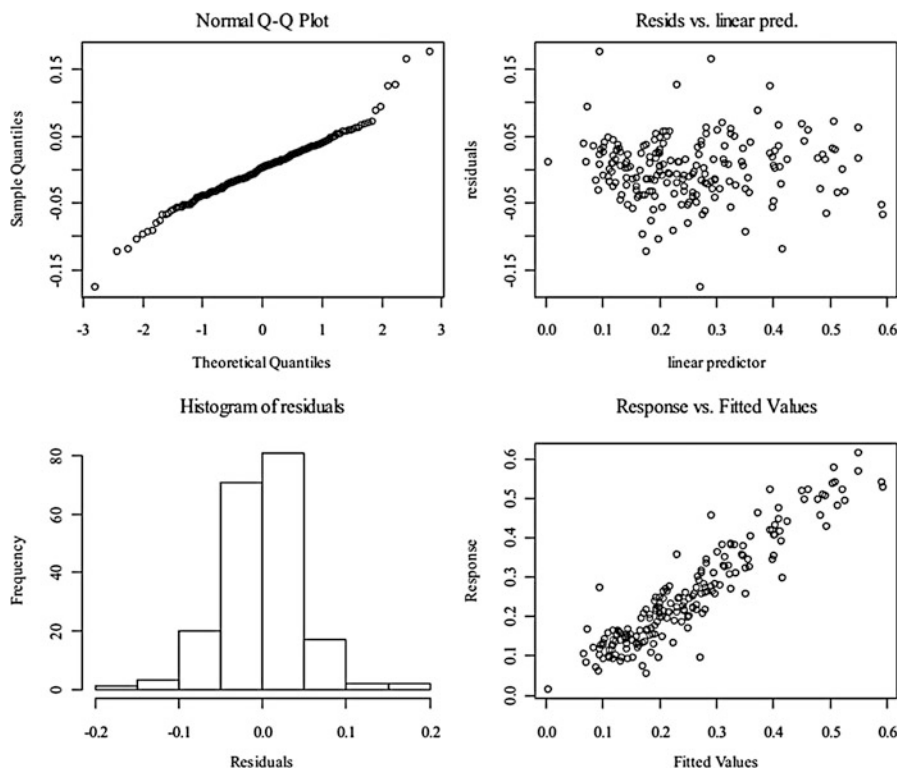 Normal Q-Q Plot
Sample Quantiles
0.15
0.05
-0.05
-0.15
-3 -2 -1 0 1 2 3
Theoretical Quantiles
Resids vs. linear pred.
residuals
0.15
0.05
-0.05
-0.15
0.0 0.1 0.2 0.3 0.4 0.5 0.6
linear predictor
Histogram of residuals
Frequency
80
60
40
20
0
-0.2 -0.1 0.0 0.1 0.2
Residuals
Response vs. Fitted Values
Response
0.6
0.5
0.4
0.3
0.2
0.1
0.0
0.0 0.1 0.2 0.3 0.4 0.5 0.6
Fitted Values